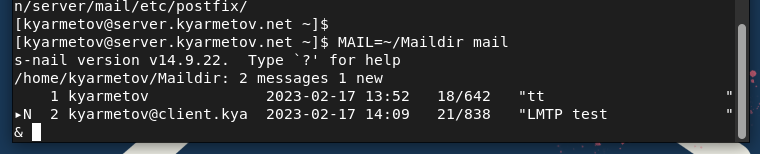 n/server/mail/etc/postfix/
[kyarmetov@server.kyarmetov.net ~]$
[kyarmetov@server.kyarmetov.net ~]$ MAIL=~/Maildir mail
s-nail version v14.9.22.  Type `?' for help
/home/kyarmetov/Maildir: 2 messages 1 new
    1 kyarmetov             2023-02-17 13:52   18/642   "tt                    "
▸N  2 kyarmetov@client.kya  2023-02-17 14:09   21/838   "LMTP test             "
&